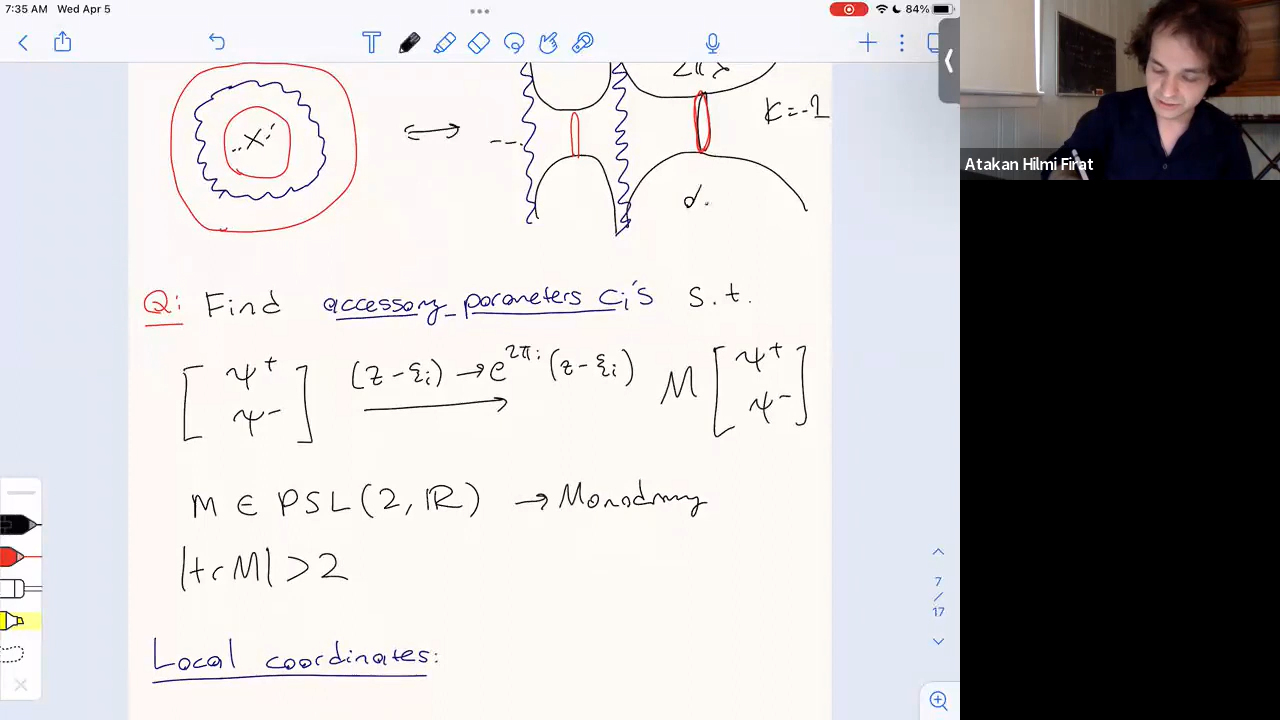 7:35 AM Wed Apr 5
84%
2πλ
K=-1
X
Atakan Hilmi Firat
Q: Find accessory parameters Ci's s.t.
[ψ+ ψ-] (z-ξi) → e^{2πi} (z-ξi) M [ψ+ ψ-]
M ∈ PSL(2, ℝ) → Monodromy
|tr M| > 2
7
/
17
Local coordinates: